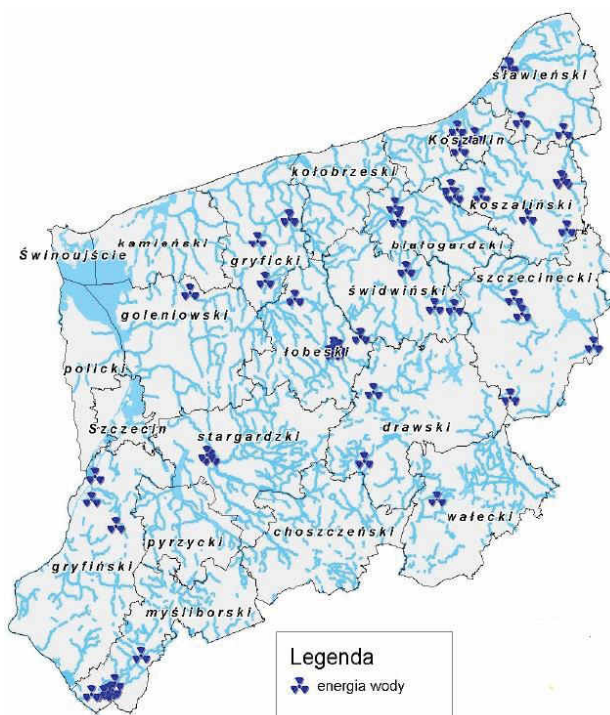 sławieński
Koszalin
kołobrzeski
koszaliński
kamieński
białogardzki
Świnoujście
gryficki
szczecinecki
świdwiński
goleniowski
łobeski
policki
Szczecin
stargardzki
drawski
wałecki
choszczeński
pyrzycki
gryfiński
myśliborski
Legenda
energia wody